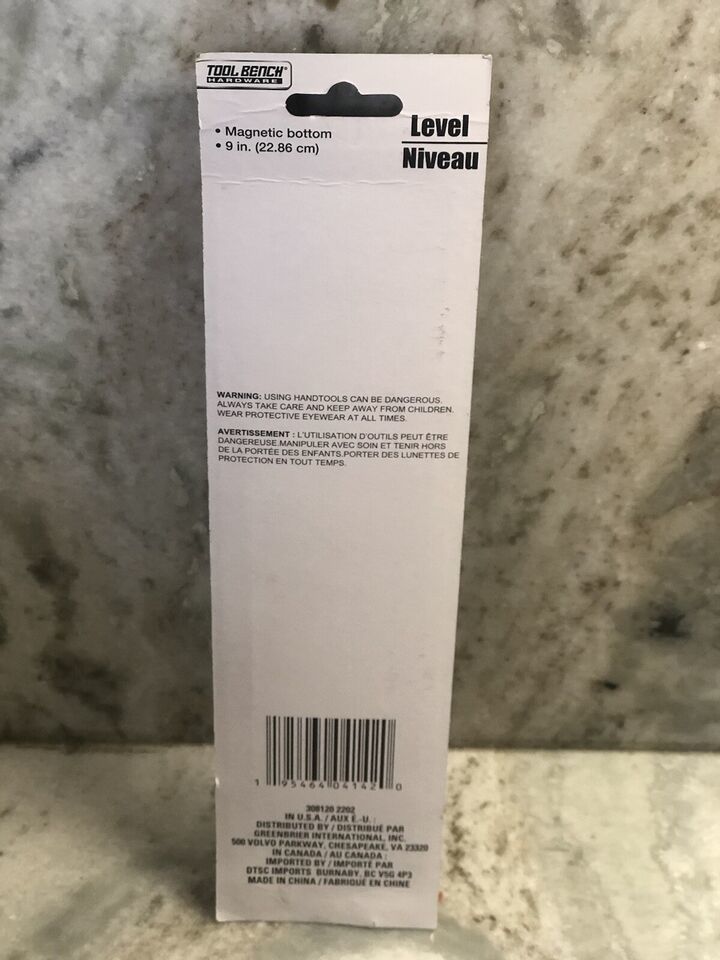 TOOL BENCH®
HARDWARE
• Magnetic bottom
• 9 in. (22.86 cm)
Level
Niveau
WARNING: USING HANDTOOLS CAN BE DANGEROUS.
ALWAYS TAKE CARE AND KEEP AWAY FROM CHILDREN.
WEAR PROTECTIVE EYEWEAR AT ALL TIMES.
AVERTISSEMENT : L'UTILISATION D'OUTILS PEUT ÊTRE
DANGEREUSE.MANIPULER AVEC SOIN ET TENIR HORS
DE LA PORTÉE DES ENFANTS.PORTER DES LUNETTES DE
PROTECTION EN TOUT TEMPS.
1 95464 04142 0
308120 2202
IN U.S.A. / AUX É.-U. :
DISTRIBUTED BY / DISTRIBUÉ PAR
GREENBRIER INTERNATIONAL, INC.
500 VOLVO PARKWAY, CHESAPEAKE, VA 23320
IN CANADA / AU CANADA :
IMPORTED BY / IMPORTÉ PAR
DTSC IMPORTS BURNABY, BC V5G 4P3
MADE IN CHINA / FABRIQUÉ EN CHINE